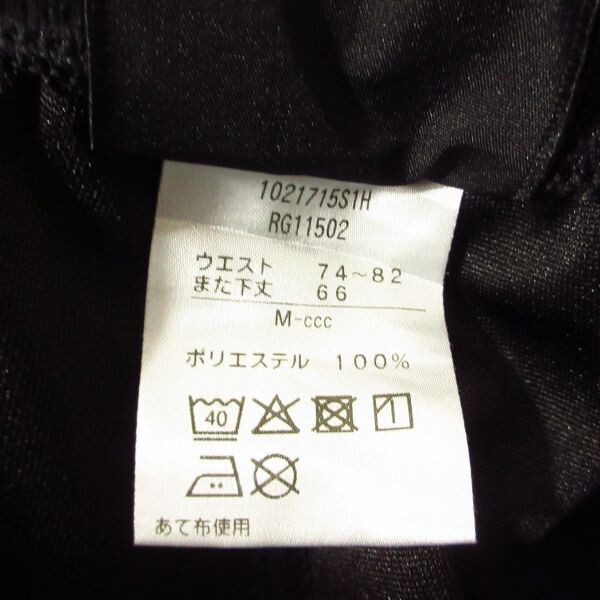 1021715S1H
RG11502
ウエスト 74～82
また下丈 66
M-ccc
ポリエステル 100%
40
あて布使用